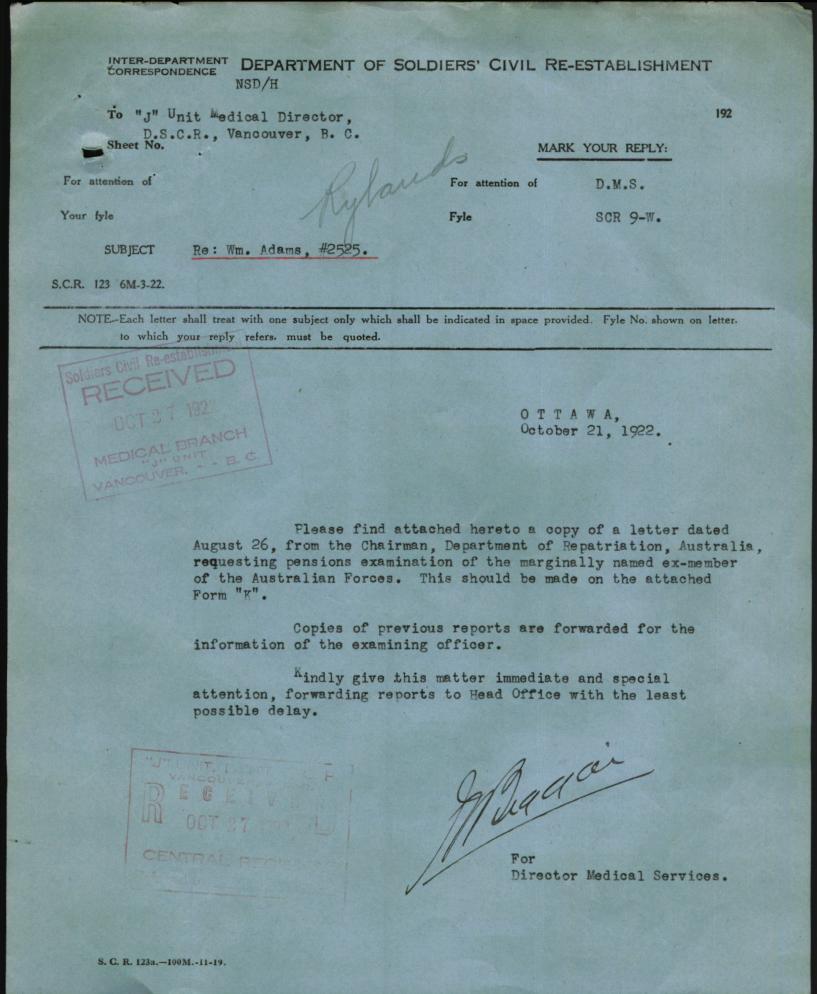 INTER-DEPARTMENT
CORRESPONDENCE
DEPARTMENT OF SOLDIERS' CIVIL RE-ESTABLISHMENT
NSD/H
To "J" Unit Medical Director,
D.S.C.R., Vancouver, B. C.
192
Sheet No.
MARK YOUR REPLY:
Rylands
For attention of
For attention of D.M.S.
Your fyle
Fyle SCR 9-W.
SUBJECT Re: Wm. Adams, #2525.
S.C.R. 123 6M-3-22.
NOTE.-Each letter shall treat with one subject only which shall be indicated in space provided. Fyle No. shown on letter.
to which your reply refers. must be quoted.
Soldiers Civil Re-establishment
RECEIVED
OCT 27 192
MEDICAL BRANCH
"J" UNIT
VANCOUVER. - - B. C.
OTTAWA,
October 21, 1922.
Please find attached hereto a copy of a letter dated
August 26, from the Chairman, Department of Repatriation, Australia,
requesting pensions examination of the marginally named ex-member
of the Australian Forces. This should be made on the attached
Form "K".
Copies of previous reports are forwarded for the
information of the examining officer.
Kindly give this matter immediate and special
attention, forwarding reports to Head Office with the least
possible delay.
"J" UNIT,
VANCOUVER
RECEIV
OCT 27
CENTRAL
For
Director Medical Services.
S. C. R. 123a.—100M.-11-19.